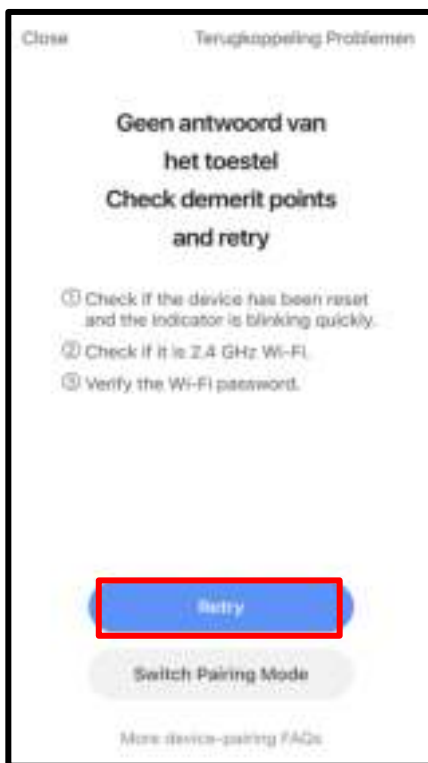 Close Terugkoppeling Problemen
Geen antwoord van
het toestel
Check demerit points
and retry
① Check if the device has been reset
and the indicator is blinking quickly.
② Check if it is 2.4 GHz Wi-Fi.
③ Verify the Wi-Fi password.
Retry
Switch Pairing Mode
More device-pairing FAQs